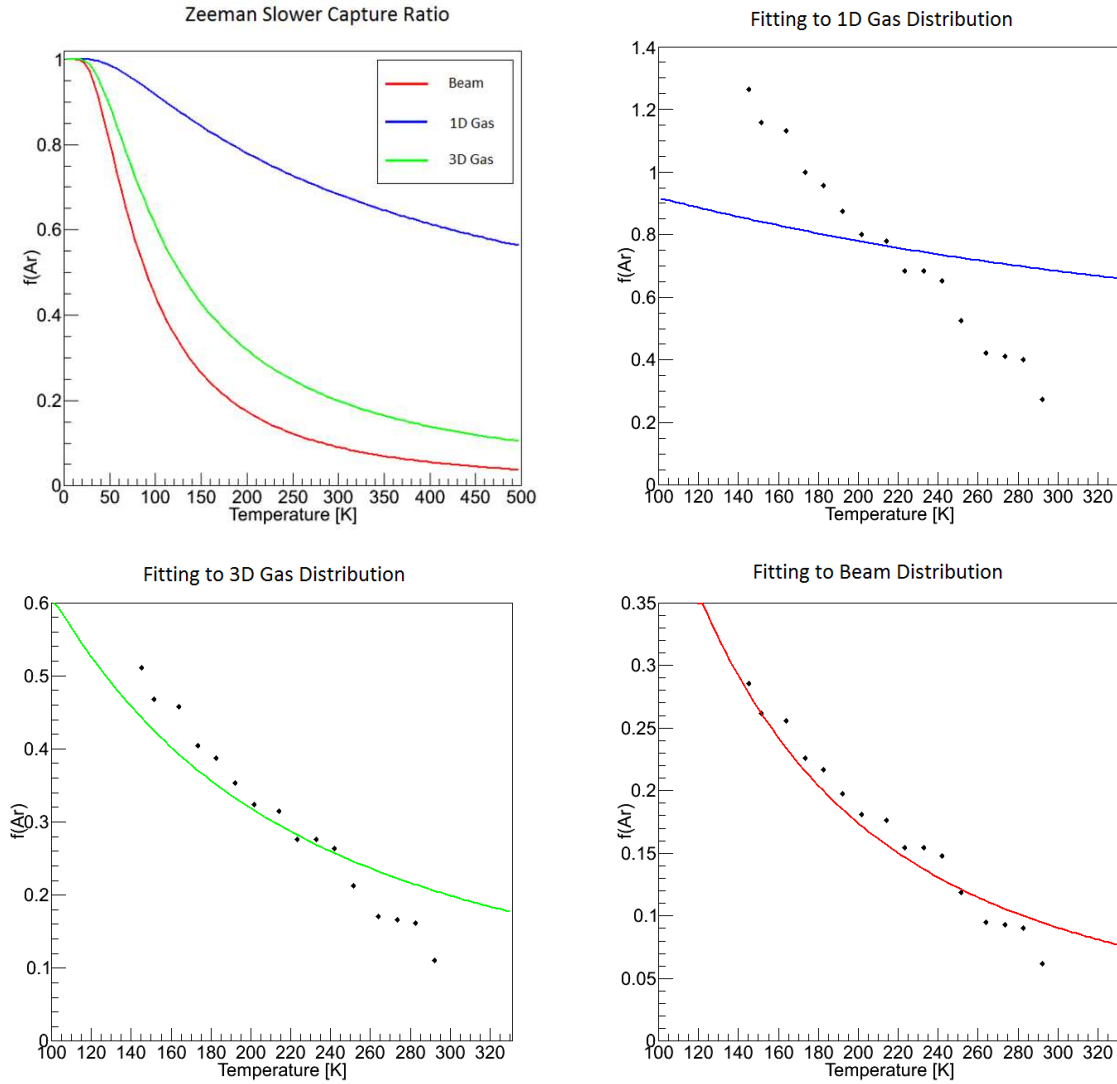 Zeeman Slower Capture Ratio
1
0.8
0.6
0.4
0.2
0
f(Ar)
Beam
1D Gas
3D Gas
0 50 100 150 200 250 300 350 400 450 500
Temperature [K]
Fitting to 1D Gas Distribution
1.4
1.2
1
0.8
0.6
0.4
0.2
0
f(Ar)
100 120 140 160 180 200 220 240 260 280 300 320
Temperature [K]
Fitting to 3D Gas Distribution
0.6
0.5
0.4
0.3
0.2
0.1
0
f(Ar)
100 120 140 160 180 200 220 240 260 280 300 320
Temperature [K]
Fitting to Beam Distribution
0.35
0.3
0.25
0.2
0.15
0.1
0.05
0
f(Ar)
100 120 140 160 180 200 220 240 260 280 300 320
Temperature [K]